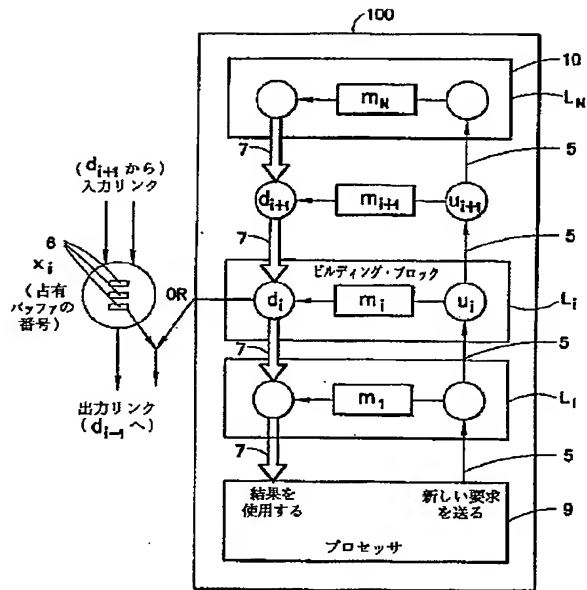 100
10
m_N
L_N
7
5
(d_{i+1} から)
入力リンク
d_{i+1}
m_{i+1}
u_{i+1}
7
5
x_i
(占有
バッファの
番号)
OR
ビルディング・ブロック
d_i
m_i
u_i
L_i
7
5
出力リンク
(d_{i-1} へ)
m_1
7
5
結果を
使用する
新しい要求
を送る
9
プロセッサ